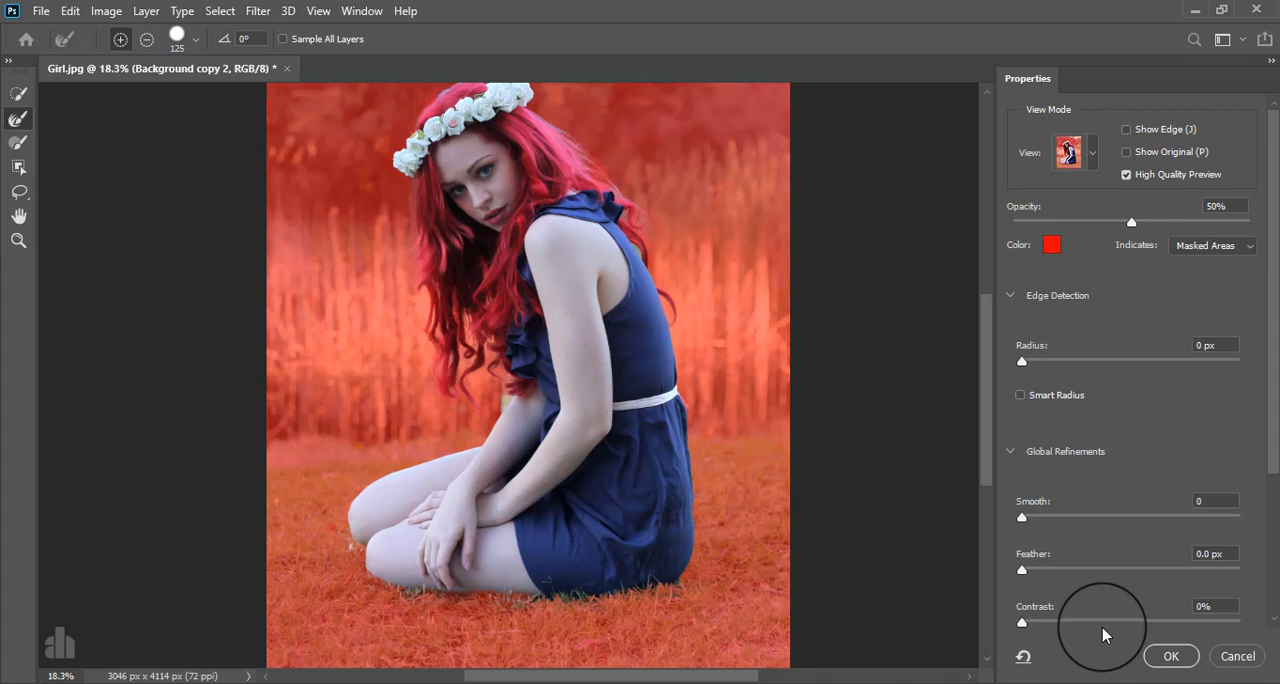 Ps File Edit Image Layer Type Select Filter 3D View Window Help
125 0° Sample All Layers
Girl.jpg @ 18.3% (Background copy 2, RGB/8) *
Properties
View Mode
View:
Show Edge (J)
Show Original (P)
High Quality Preview
Opacity: 50%
Color: Indicates: Masked Areas
Edge Detection
Radius: 0 px
Smart Radius
Global Refinements
Smooth: 0
Feather: 0.0 px
Contrast: 0%
OK Cancel
ah
18.3% 3046 px x 4114 px (72 ppi)